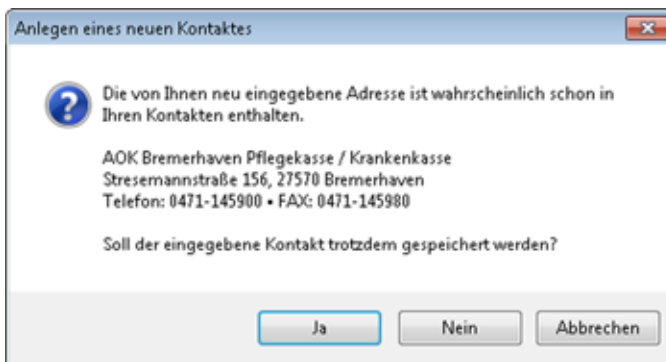 Anlegen eines neuen Kontaktes
Die von Ihnen neu eingegebene Adresse ist wahrscheinlich schon in
Ihren Kontakten enthalten.
AOK Bremerhaven Pflegekasse / Krankenkasse
Stresemannstraße 156, 27570 Bremerhaven
Telefon: 0471-145900 • FAX: 0471-145980
Soll der eingegebene Kontakt trotzdem gespeichert werden?
Ja Nein Abbrechen